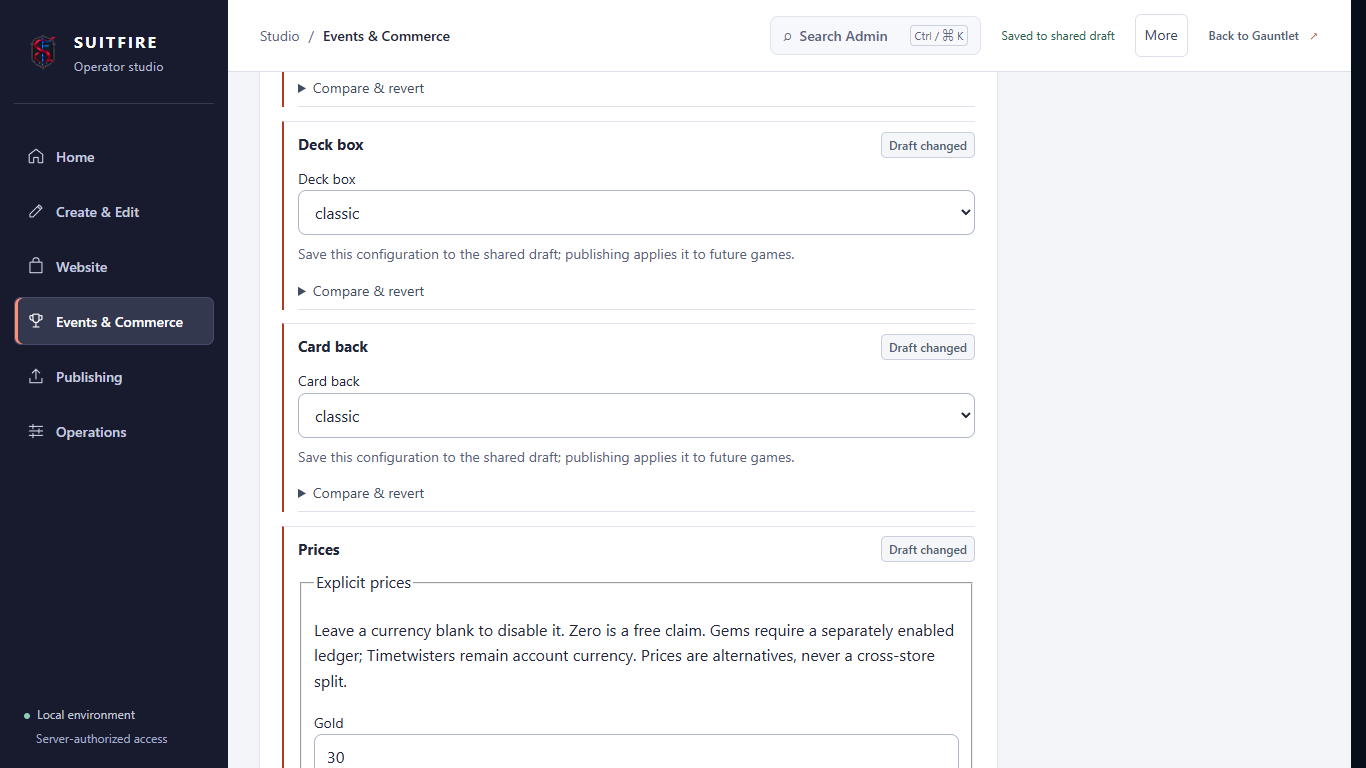 SUITFIRE
Operator studio
Home
Create & Edit
Website
Events & Commerce
Publishing
Operations
Local environment
Server-authorized access
Studio / Events & Commerce
Search Admin
Ctrl / ⌘ K
Saved to shared draft
More
Back to Gauntlet ↗
Compare & revert
Deck box
Draft changed
Deck box
classic
Save this configuration to the shared draft; publishing applies it to future games.
Compare & revert
Card back
Draft changed
Card back
classic
Save this configuration to the shared draft; publishing applies it to future games.
Compare & revert
Prices
Draft changed
Explicit prices
Leave a currency blank to disable it. Zero is a free claim. Gems require a separately enabled
ledger; Timetwisters remain account currency. Prices are alternatives, never a cross-store
split.
Gold
30